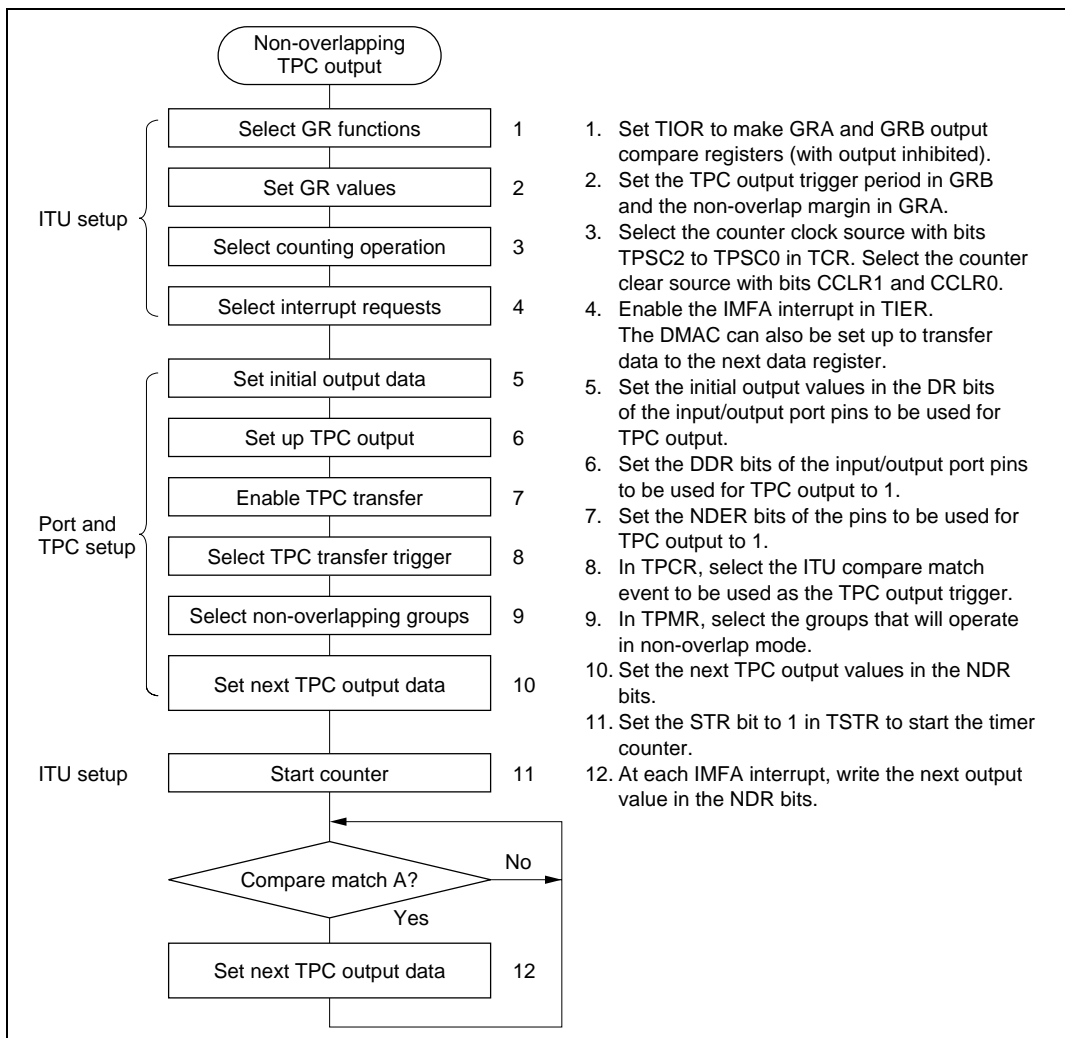 Non-overlapping
TPC output
ITU setup
Select GR functions 1
Set GR values 2
Select counting operation 3
Select interrupt requests 4
Port and
TPC setup
Set initial output data 5
Set up TPC output 6
Enable TPC transfer 7
Select TPC transfer trigger 8
Select non-overlapping groups 9
Set next TPC output data 10
ITU setup
Start counter 11
Compare match A?
No
Yes
Set next TPC output data 12
1. Set TIOR to make GRA and GRB output
compare registers (with output inhibited).
2. Set the TPC output trigger period in GRB
and the non-overlap margin in GRA.
3. Select the counter clock source with bits
TPSC2 to TPSC0 in TCR. Select the counter
clear source with bits CCLR1 and CCLR0.
4. Enable the IMFA interrupt in TIER.
The DMAC can also be set up to transfer
data to the next data register.
5. Set the initial output values in the DR bits
of the input/output port pins to be used for
TPC output.
6. Set the DDR bits of the input/output port pins
to be used for TPC output to 1.
7. Set the NDER bits of the pins to be used for
TPC output to 1.
8. In TPCR, select the ITU compare match
event to be used as the TPC output trigger.
9. In TPMR, select the groups that will operate
in non-overlap mode.
10. Set the next TPC output values in the NDR
bits.
11. Set the STR bit to 1 in TSTR to start the timer
counter.
12. At each IMFA interrupt, write the next output
value in the NDR bits.